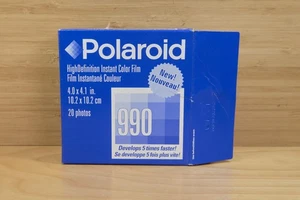 Polaroid
HighDefinition Instant Color Film
Film Instantané Couleur
New!
Nouveau!
4.0 x 4.1 in.
10.2 x 10.2 cm
20 photos
990
Develops 5 times faster!
Se developpe 5 fois plus vite!